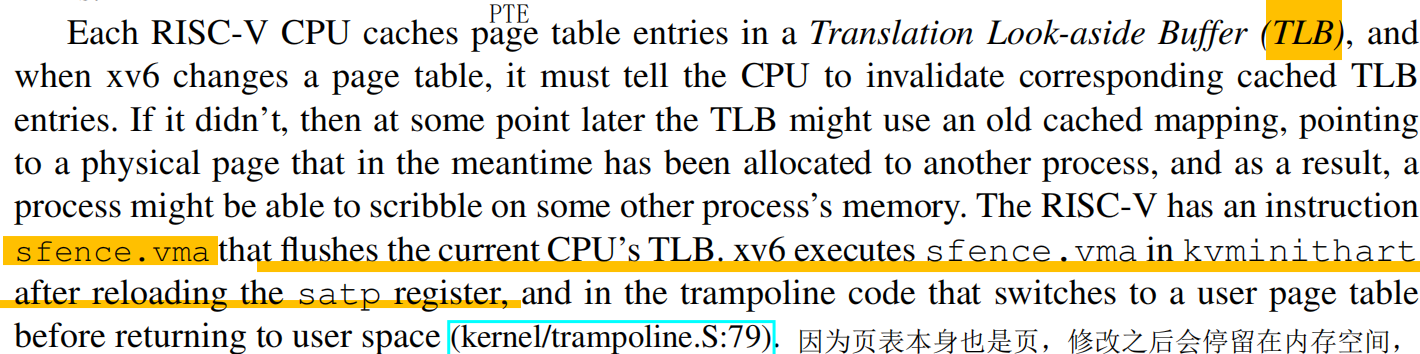 PTE
Each RISC-V CPU caches page table entries in a Translation Look-aside Buffer (TLB), and
when xv6 changes a page table, it must tell the CPU to invalidate corresponding cached TLB
entries. If it didn’t, then at some point later the TLB might use an old cached mapping, pointing
to a physical page that in the meantime has been allocated to another process, and as a result, a
process might be able to scribble on some other process’s memory. The RISC-V has an instruction
sfence.vma that flushes the current CPU’s TLB. xv6 executes sfence.vma in kvminithart
after reloading the satp register, and in the trampoline code that switches to a user page table
before returning to user space (kernel/trampoline.S:79). 因为页表本身也是页，修改之后会停留在内存空间，